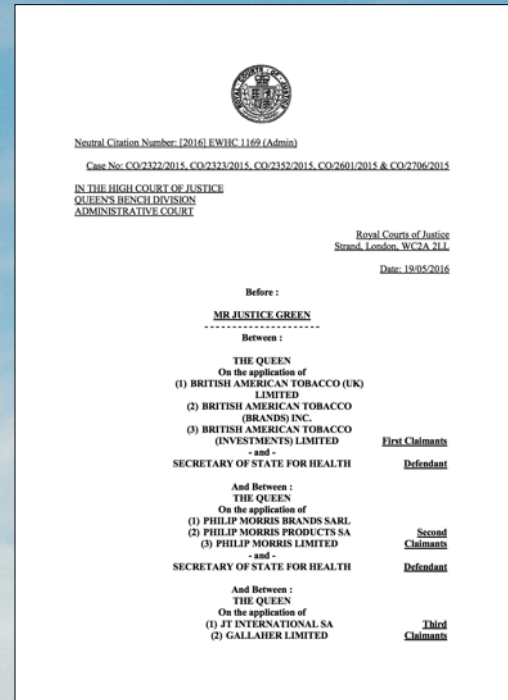 ROYAL COURTS OF JUSTICE
Neutral Citation Number: [2016] EWHC 1169 (Admin)
Case No: CO/2322/2015, CO/2323/2015, CO/2352/2015, CO/2601/2015 & CO/2706/2015
IN THE HIGH COURT OF JUSTICE
QUEEN'S BENCH DIVISION
ADMINISTRATIVE COURT
Royal Courts of Justice
Strand, London, WC2A 2LL
Date: 19/05/2016
Before :
MR JUSTICE GREEN
- - - - - - - - - - - - - - - - - - - - -
Between :
THE QUEEN
On the application of
(1) BRITISH AMERICAN TOBACCO (UK)
LIMITED
(2) BRITISH AMERICAN TOBACCO
(BRANDS) INC.
(3) BRITISH AMERICAN TOBACCO
(INVESTMENTS) LIMITED First Claimants
- and -
SECRETARY OF STATE FOR HEALTH Defendant
And Between :
THE QUEEN
On the application of
(1) PHILIP MORRIS BRANDS SARL
(2) PHILIP MORRIS PRODUCTS SA Second
(3) PHILIP MORRIS LIMITED Claimants
- and -
SECRETARY OF STATE FOR HEALTH Defendant
And Between :
THE QUEEN
On the application of
(1) JT INTERNATIONAL SA Third
(2) GALLAHER LIMITED Claimants